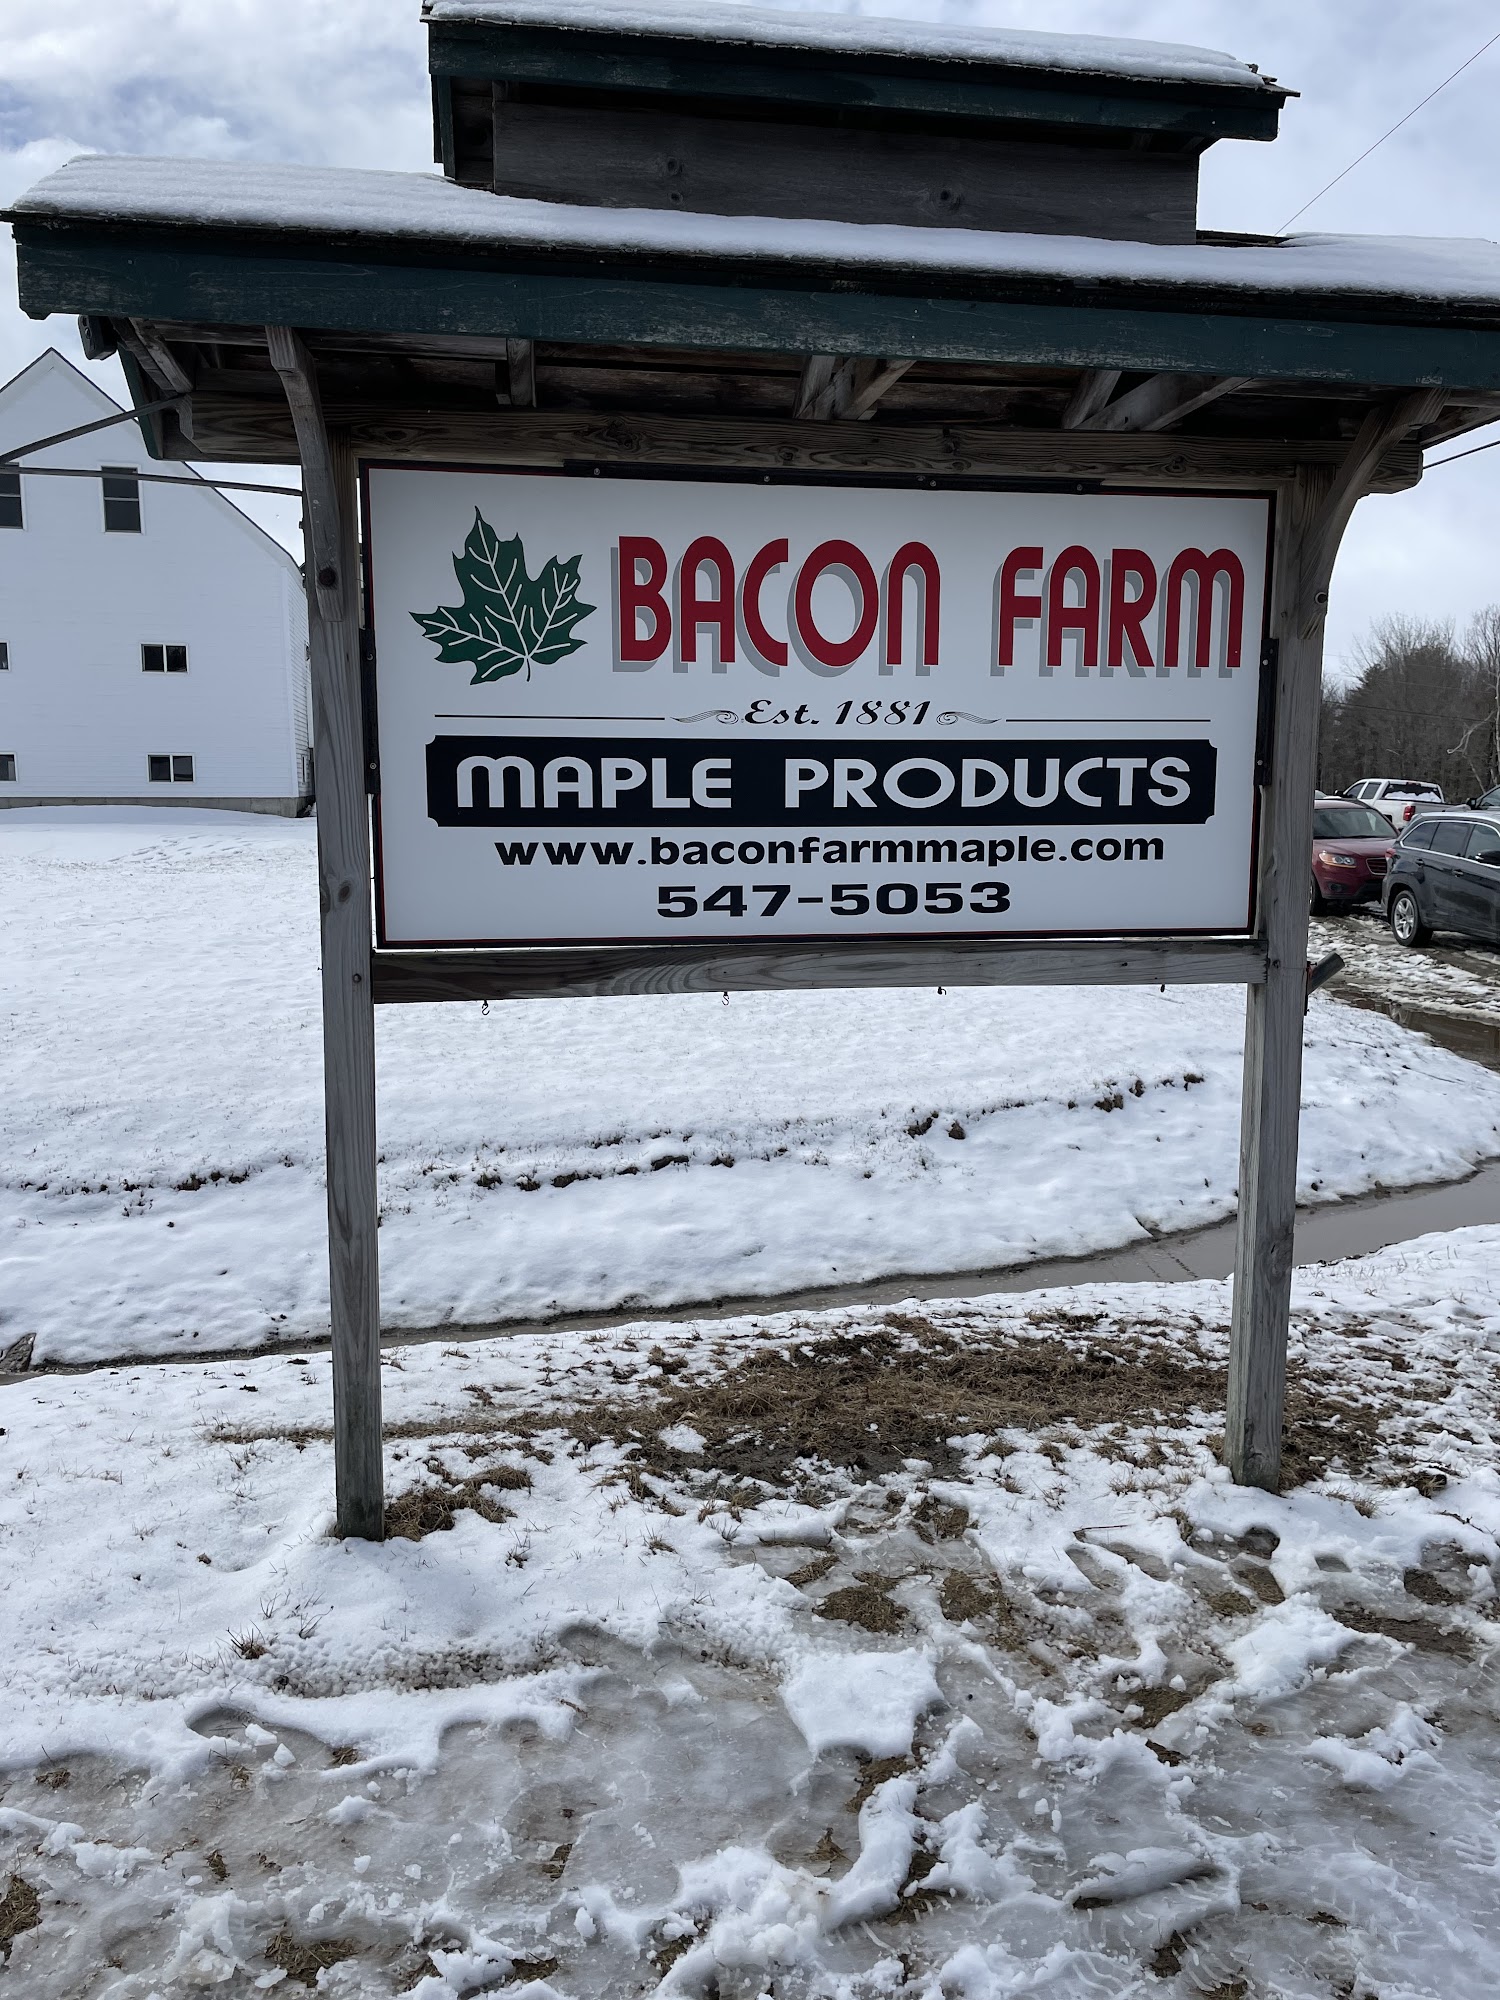 BACON FARM
Est. 1881
MAPLE PRODUCTS
www.baconfarmmaple.com
547-5053